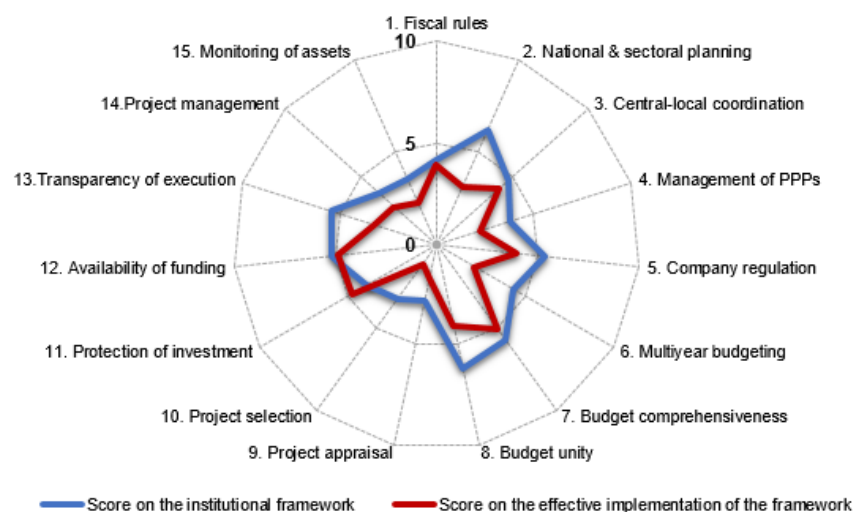 1. Fiscal rules
10
15. Monitoring of assets
2. National & sectoral planning
14.Project management
3. Central-local coordination
5
13.Transparency of execution
4. Management of PPPs
0
12. Availability of funding
5. Company regulation
11. Protection of investment
6. Multiyear budgeting
10. Project selection
7. Budget comprehensiveness
9. Project appraisal
8. Budget unity
Score on the institutional framework
Score on the effective implementation of the framework